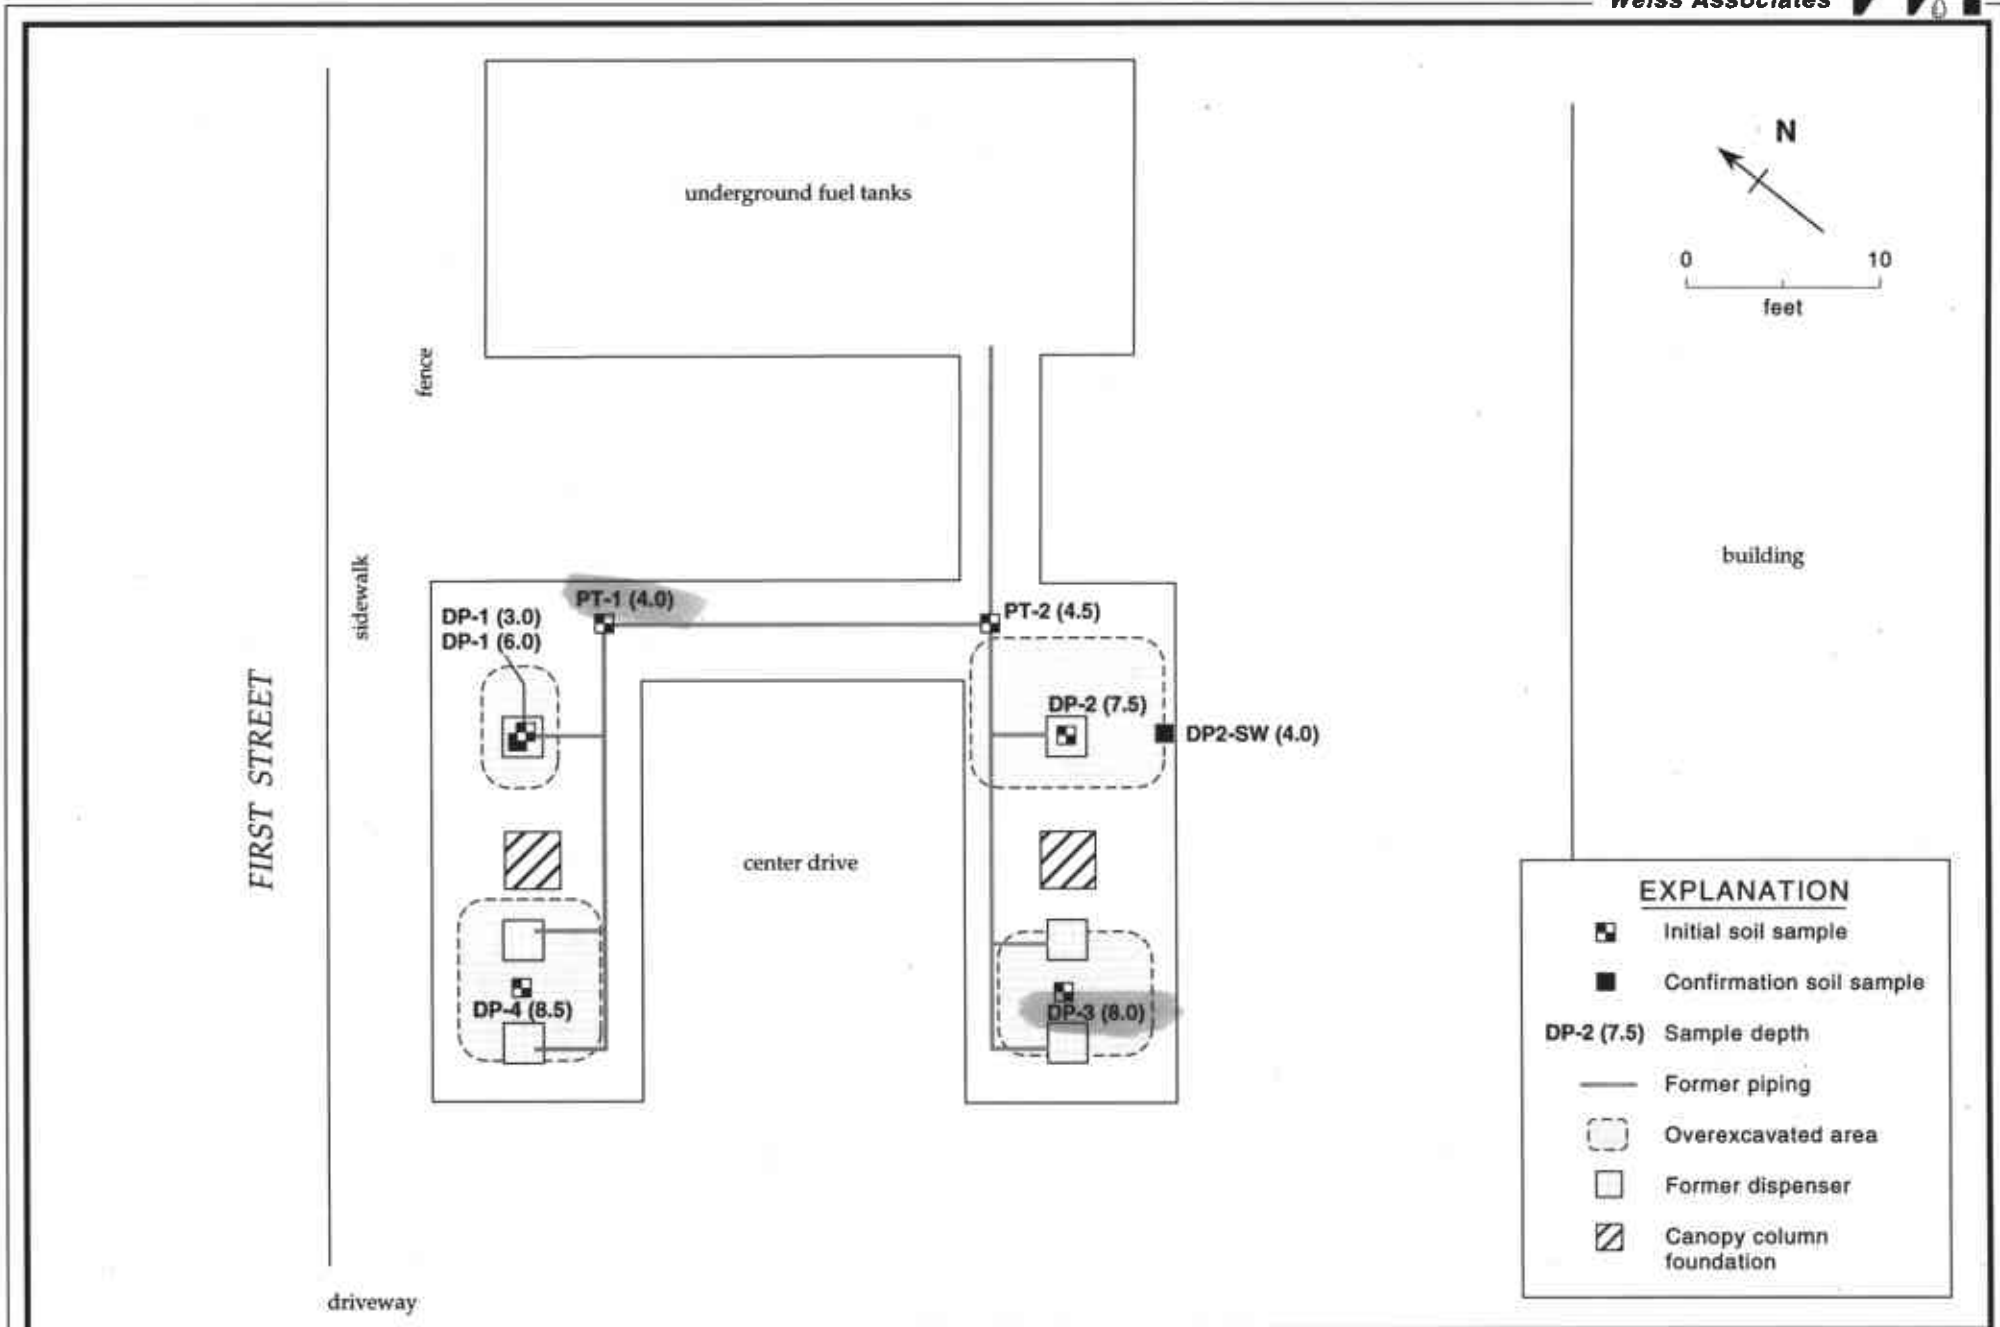 Weiss Associates
underground fuel tanks
N
0 10
feet
fence
sidewalk
FIRST STREET
building
PT-1 (4.0)
DP-1 (3.0)
DP-1 (6.0)
PT-2 (4.5)
DP-2 (7.5)
DP2-SW (4.0)
center drive
DP-4 (8.5)
DP-3 (8.0)
driveway
EXPLANATION
Initial soil sample
Confirmation soil sample
DP-2 (7.5) Sample depth
Former piping
Overexcavated area
Former dispenser
Canopy column
foundation